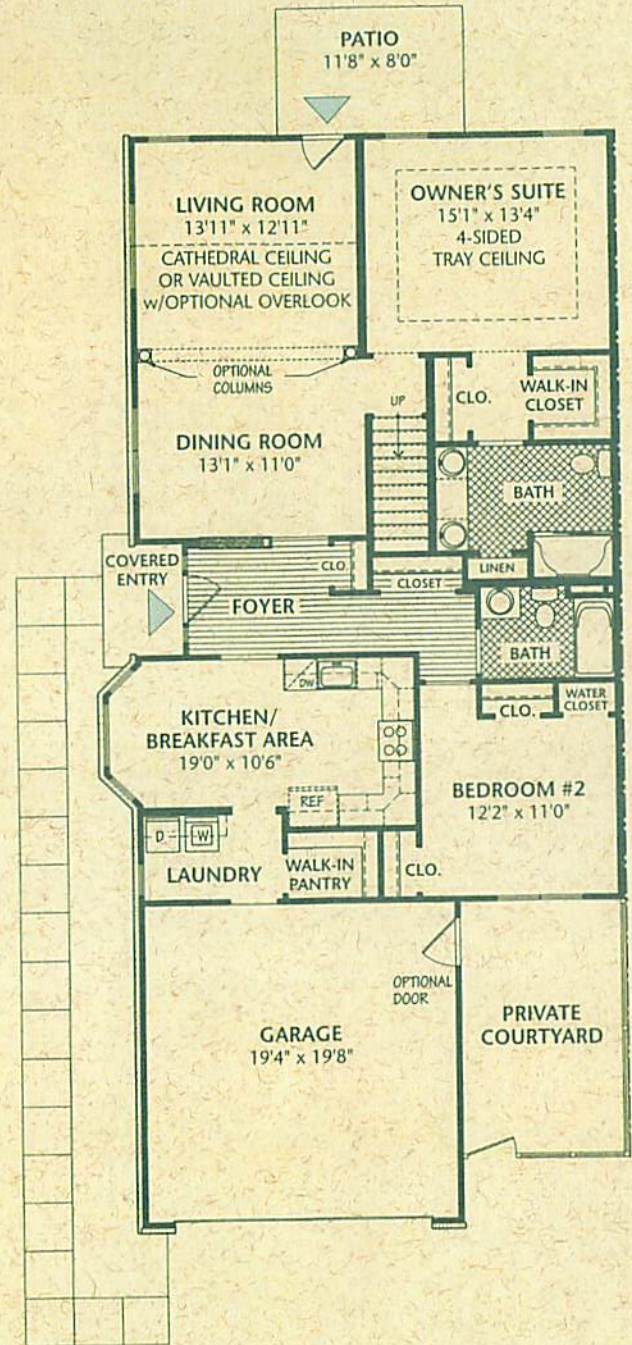 PATIO
11'8" x 8'0"
LIVING ROOM
13'11" x 12'11"
CATHEDRAL CEILING
OR VAULTED CEILING
w/OPTIONAL OVERLOOK
OWNER'S SUITE
15'1" x 13'4"
4-SIDED
TRAY CEILING
OPTIONAL
COLUMNS
UP
CLO.
WALK-IN
CLOSET
DINING ROOM
13'1" x 11'0"
BATH
COVERED
ENTRY
CLO.
CLOSET
LINEN
FOYER
BATH
DW
KITCHEN/
BREAKFAST AREA
19'0" x 10'6"
CLO.
WATER
CLOSET
REF
BEDROOM #2
12'2" x 11'0"
D
W
LAUNDRY
WALK-IN
PANTRY
CLO.
OPTIONAL
DOOR
GARAGE
19'4" x 19'8"
PRIVATE
COURTYARD